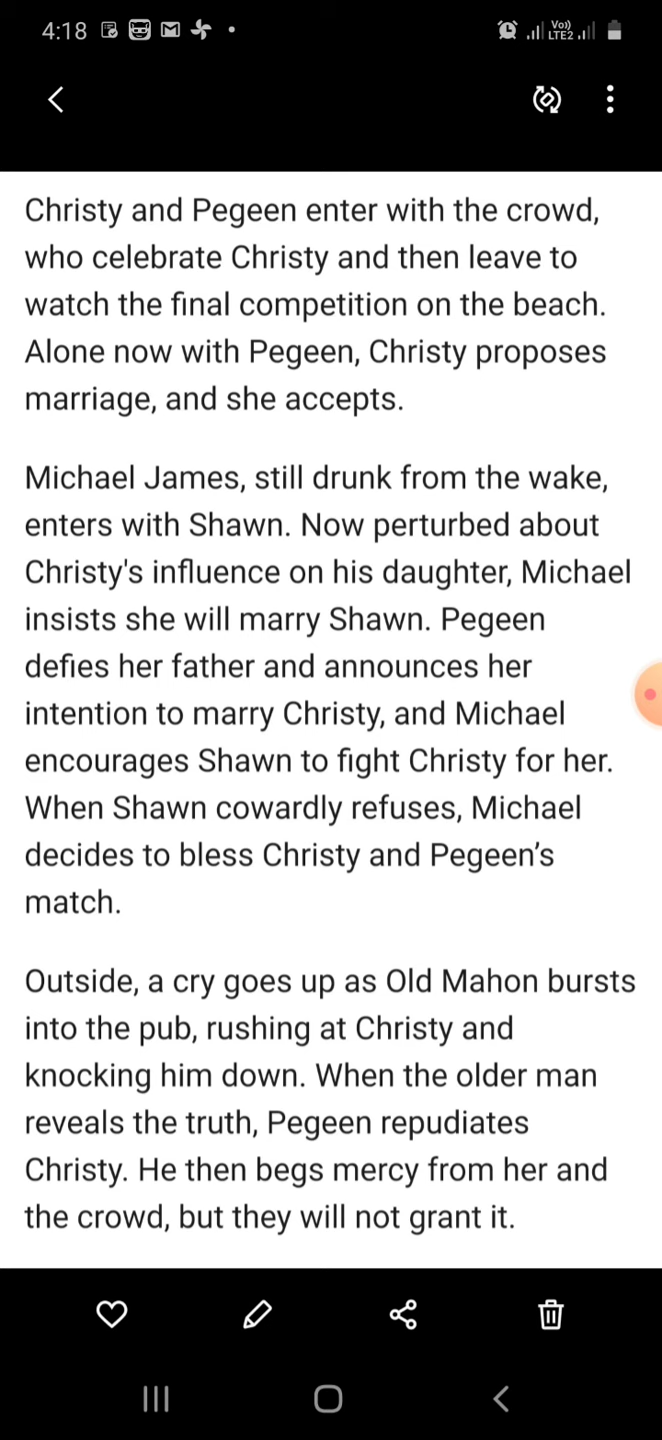 4:18
Vo))
LTE2
Christy and Pegeen enter with the crowd,
who celebrate Christy and then leave to
watch the final competition on the beach.
Alone now with Pegeen, Christy proposes
marriage, and she accepts.
Michael James, still drunk from the wake,
enters with Shawn. Now perturbed about
Christy's influence on his daughter, Michael
insists she will marry Shawn. Pegeen
defies her father and announces her
intention to marry Christy, and Michael
encourages Shawn to fight Christy for her.
When Shawn cowardly refuses, Michael
decides to bless Christy and Pegeen’s
match.
Outside, a cry goes up as Old Mahon bursts
into the pub, rushing at Christy and
knocking him down. When the older man
reveals the truth, Pegeen repudiates
Christy. He then begs mercy from her and
the crowd, but they will not grant it.